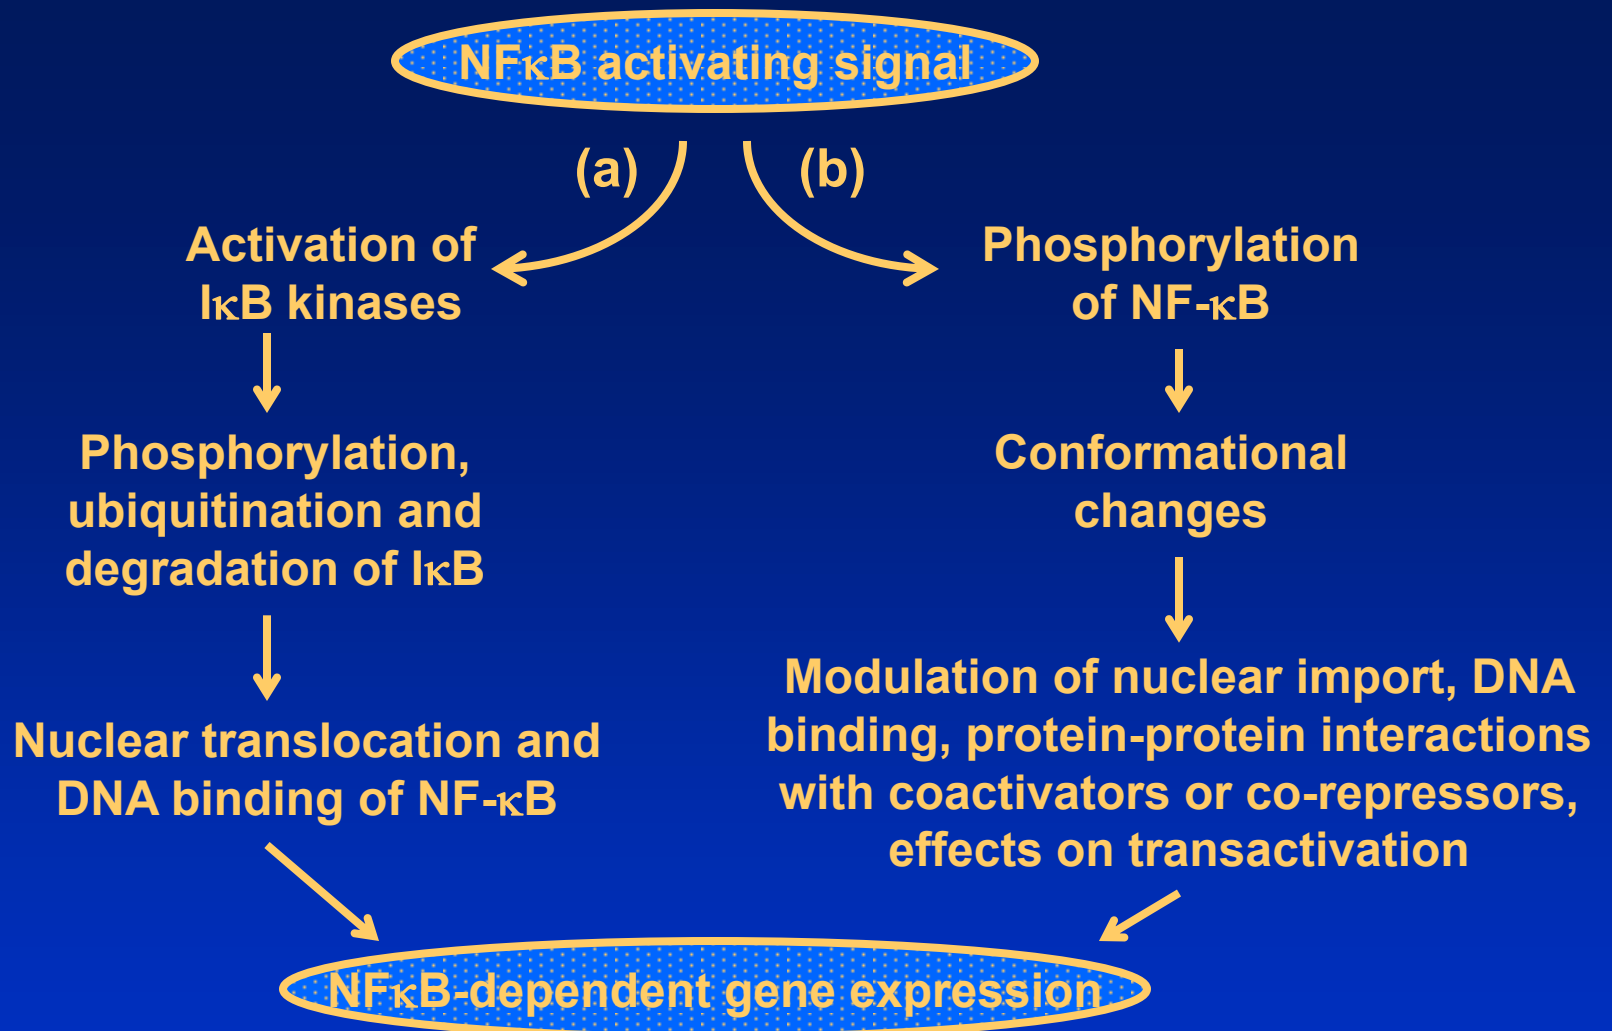 NFκB activating signal
(a)
(b)
Activation of
IκB kinases
Phosphorylation
of NF-κB
Phosphorylation,
ubiquitination and
degradation of IκB
Conformational
changes
Nuclear translocation and
DNA binding of NF-κB
Modulation of nuclear import, DNA
binding, protein-protein interactions
with coactivators or co-repressors,
effects on transactivation
NFκB-dependent gene expression